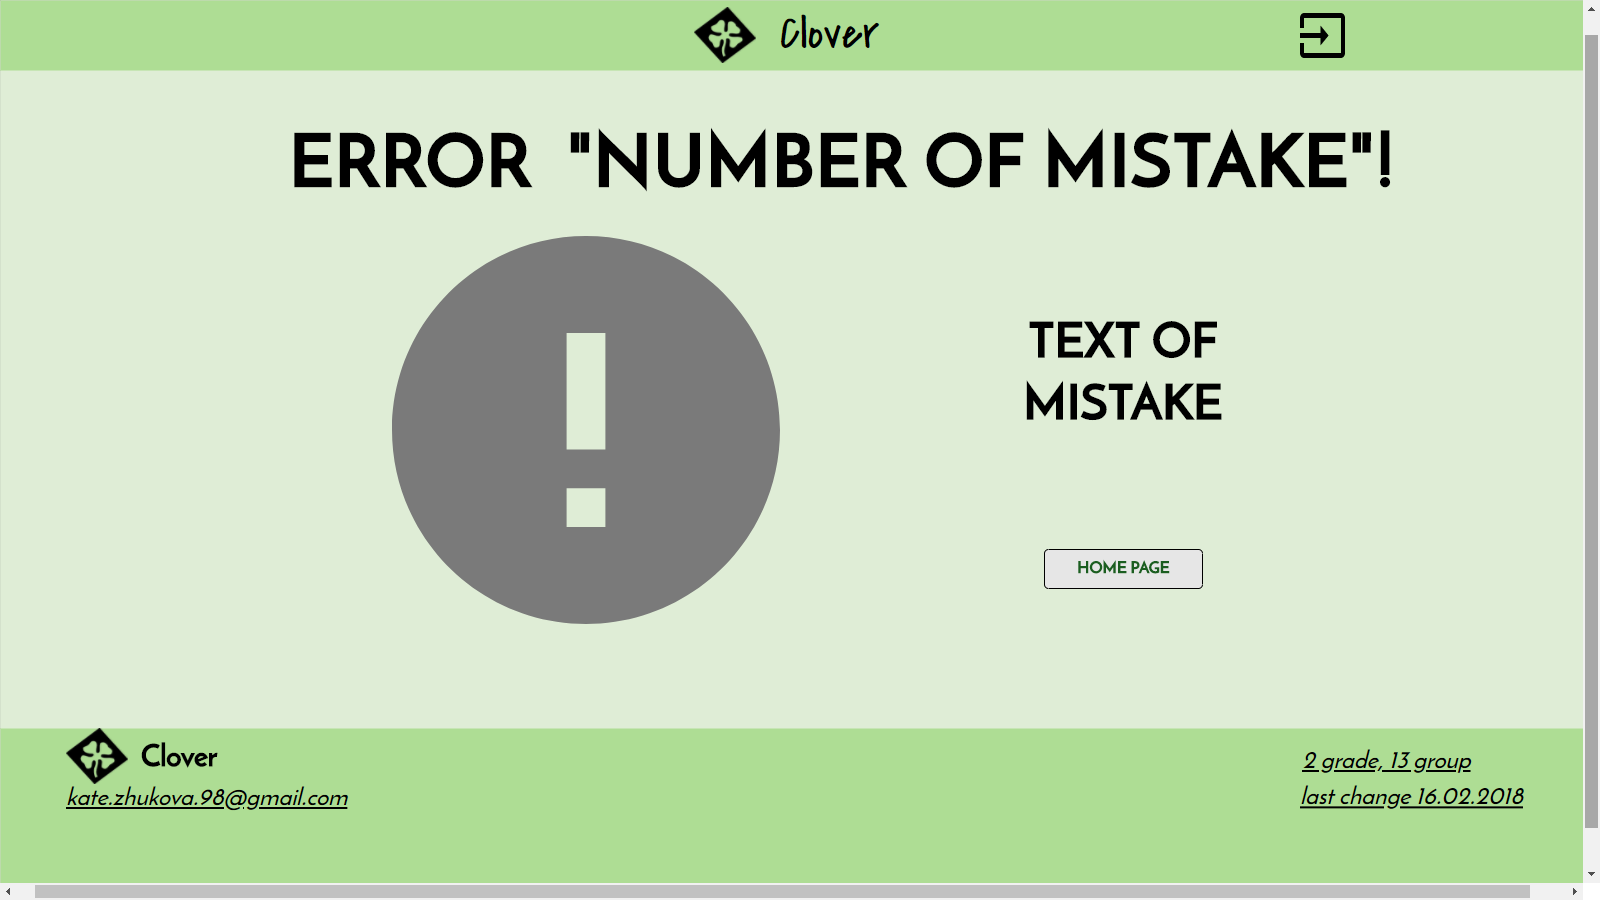 Clover
ERROR "NUMBER OF MISTAKE"!
TEXT OF
MISTAKE
HOME PAGE
Clover
kate.zhukova.98@gmail.com
2 grade, 13 group
last change 16.02.2018